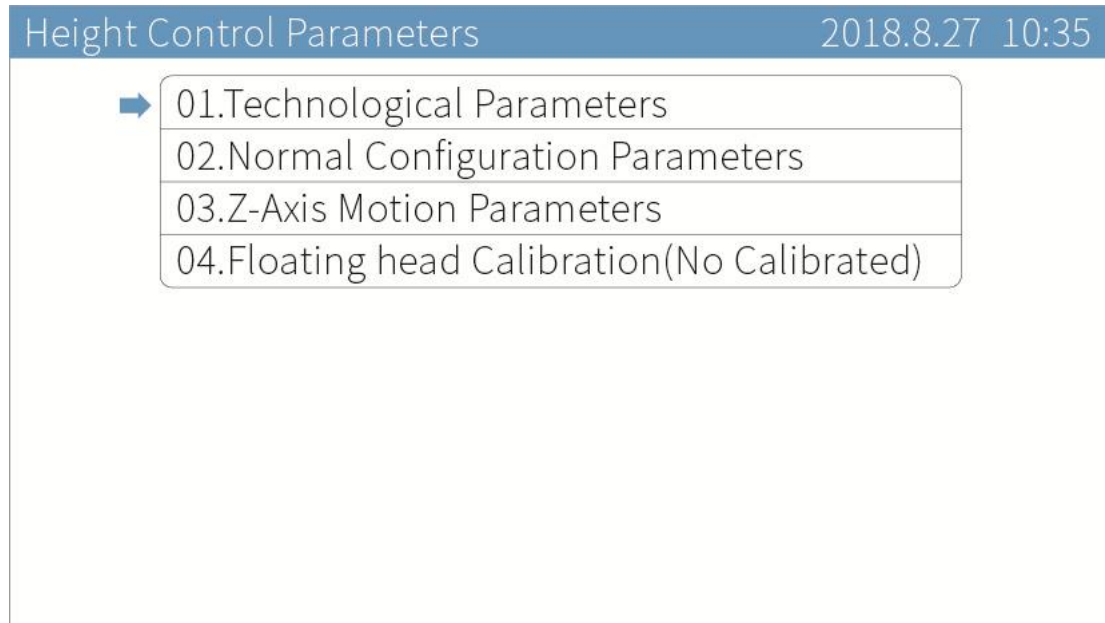 Height Control Parameters 2018.8.27 10:35
01.Technological Parameters
02.Normal Configuration Parameters
03.Z-Axis Motion Parameters
04.Floating head Calibration(No Calibrated)